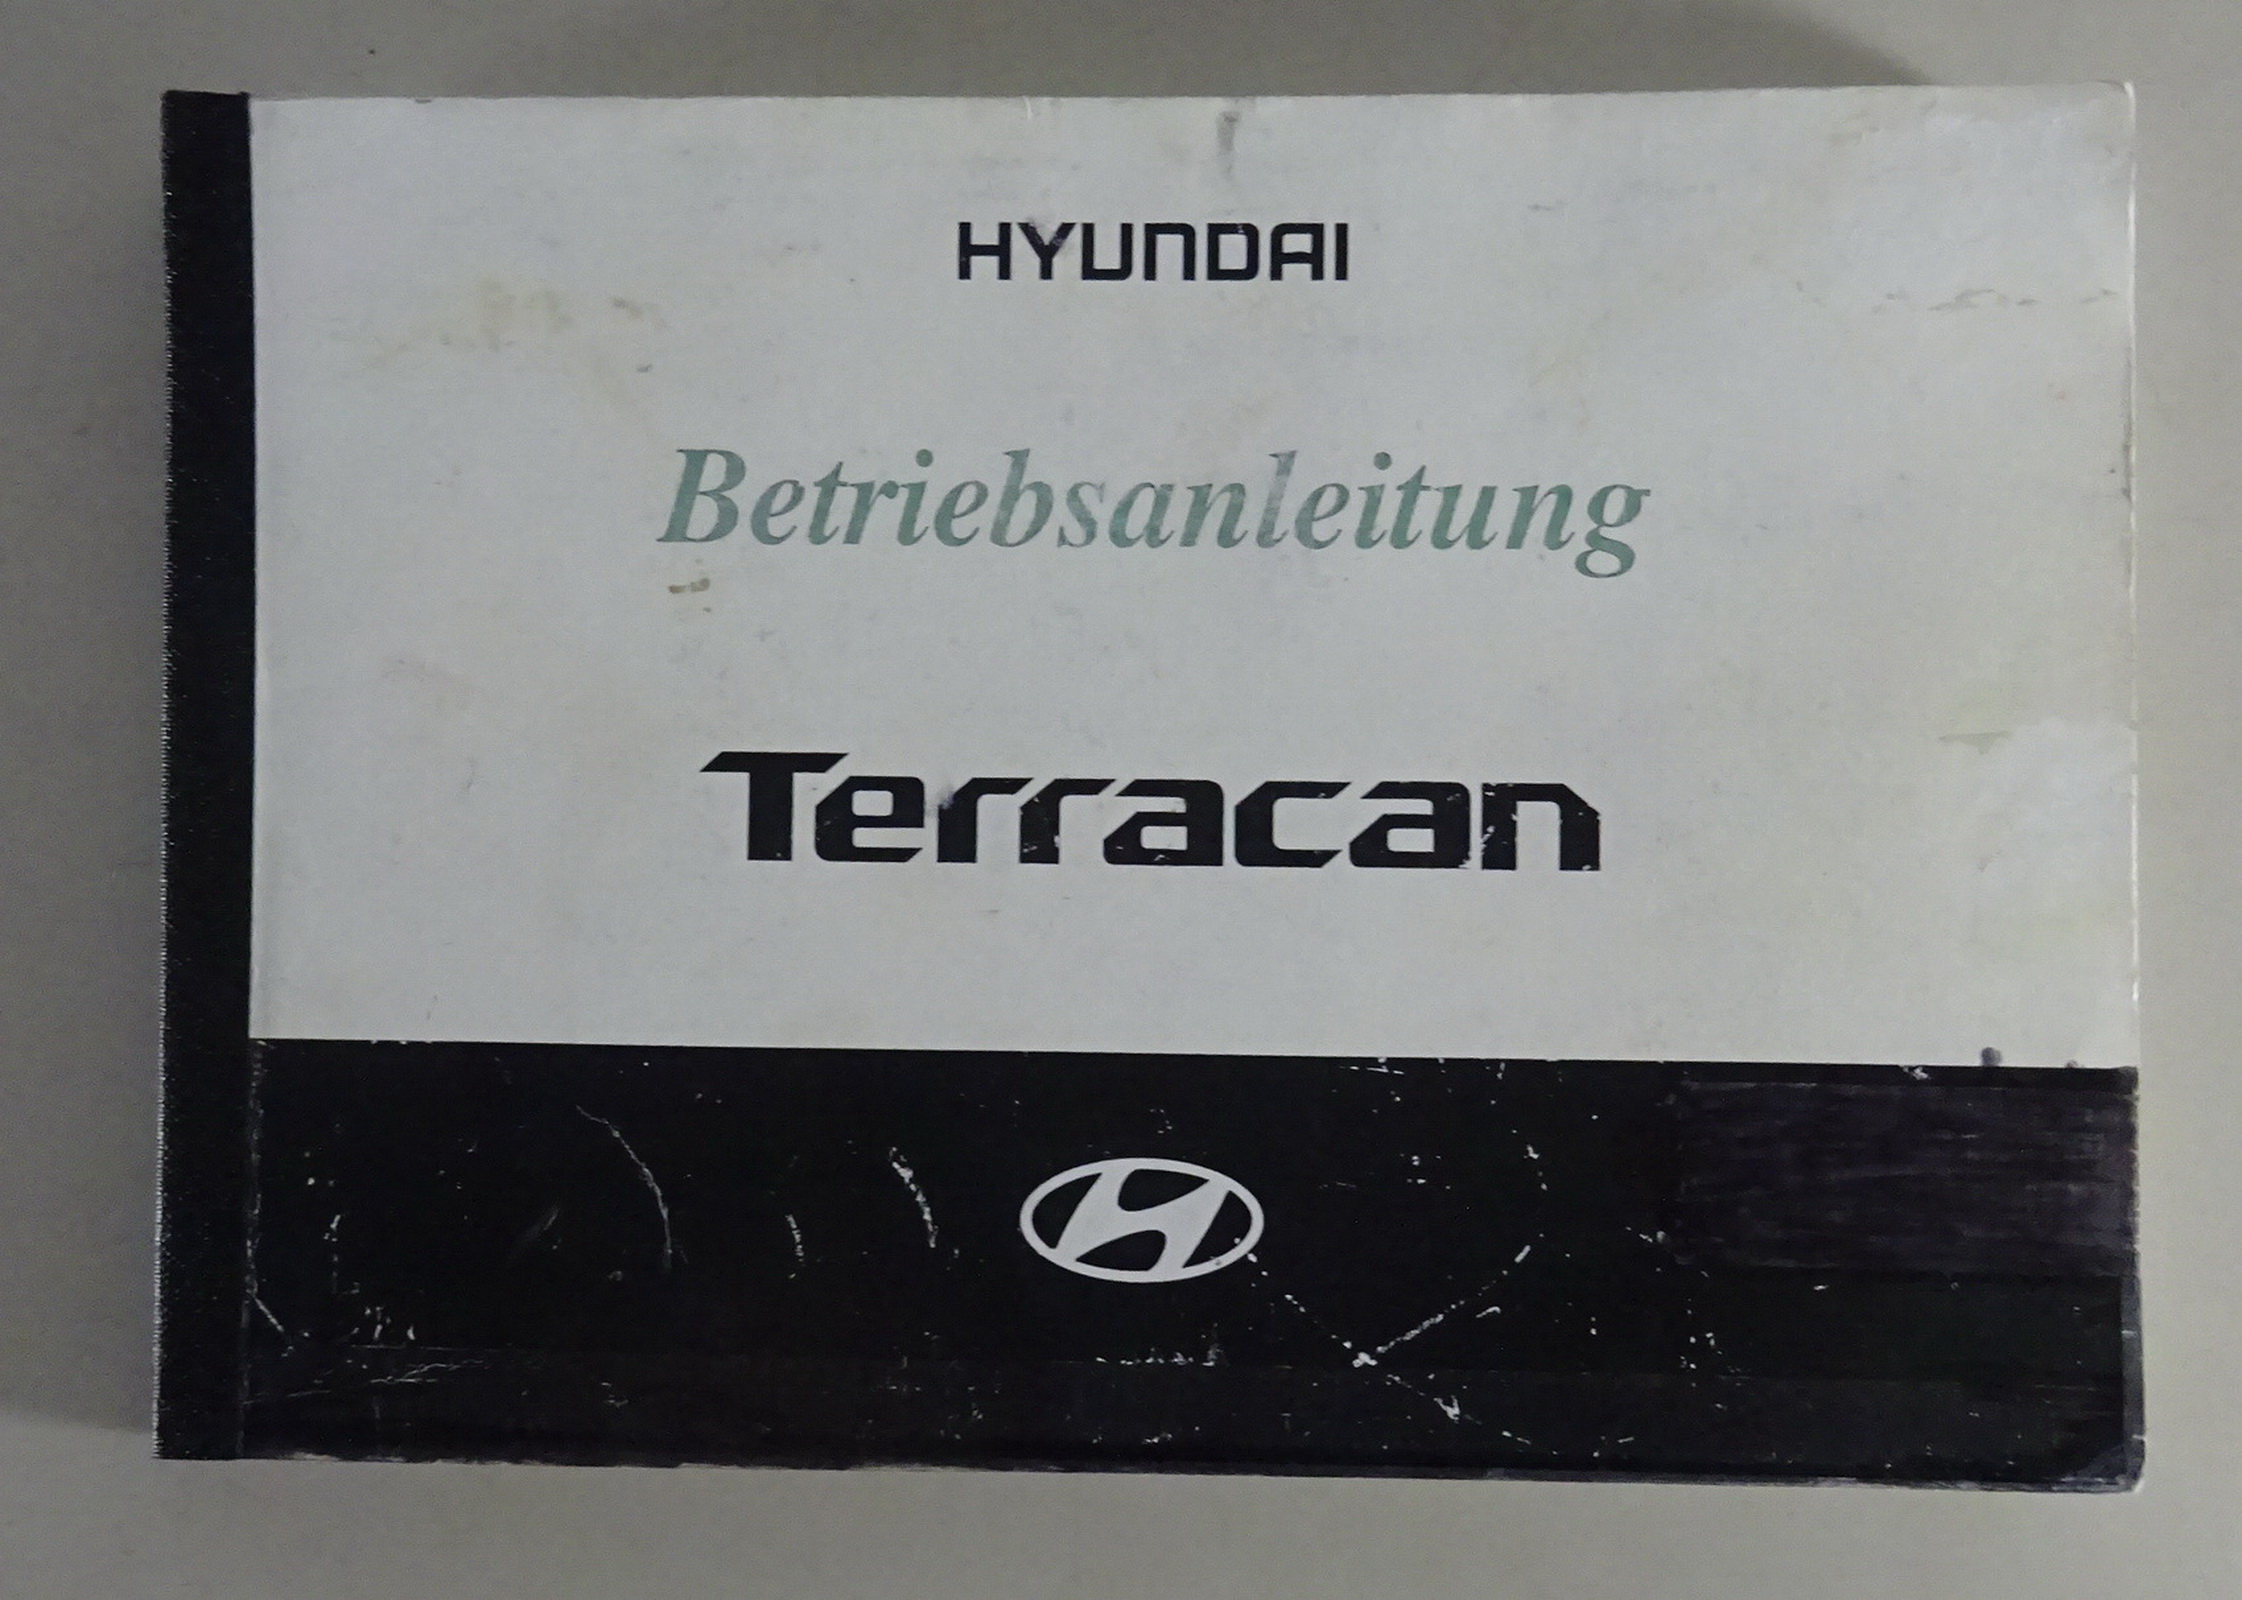 HYUNDAI
Betriebsanleitung
Terracan